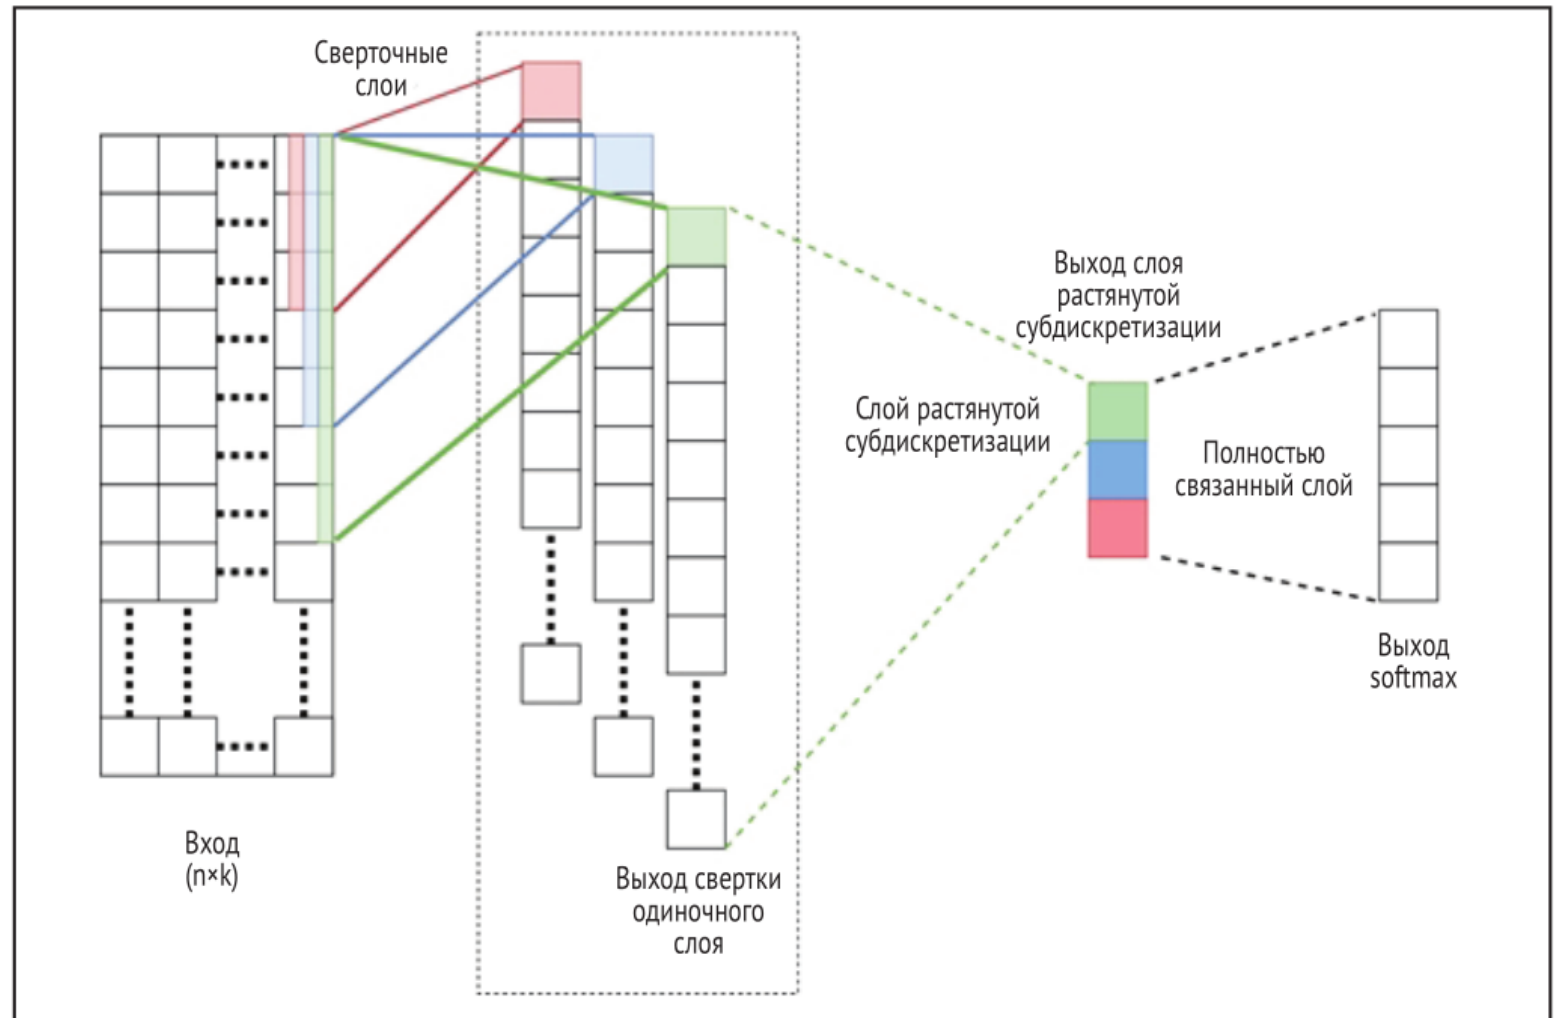 Сверточные
слои
Выход слоя
растянутой
субдискретизации
Слой растянутой
субдискретизации
Полностью
связанный слой
Выход
softmax
Вход
(n×k)
Выход свертки
одиночного
слоя